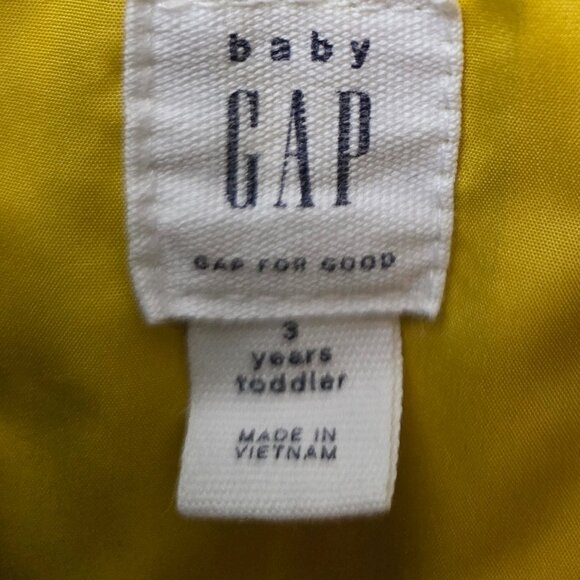 baby
GAP
GAP FOR GOOD
3
years
toddler
MADE IN
VIETNAM